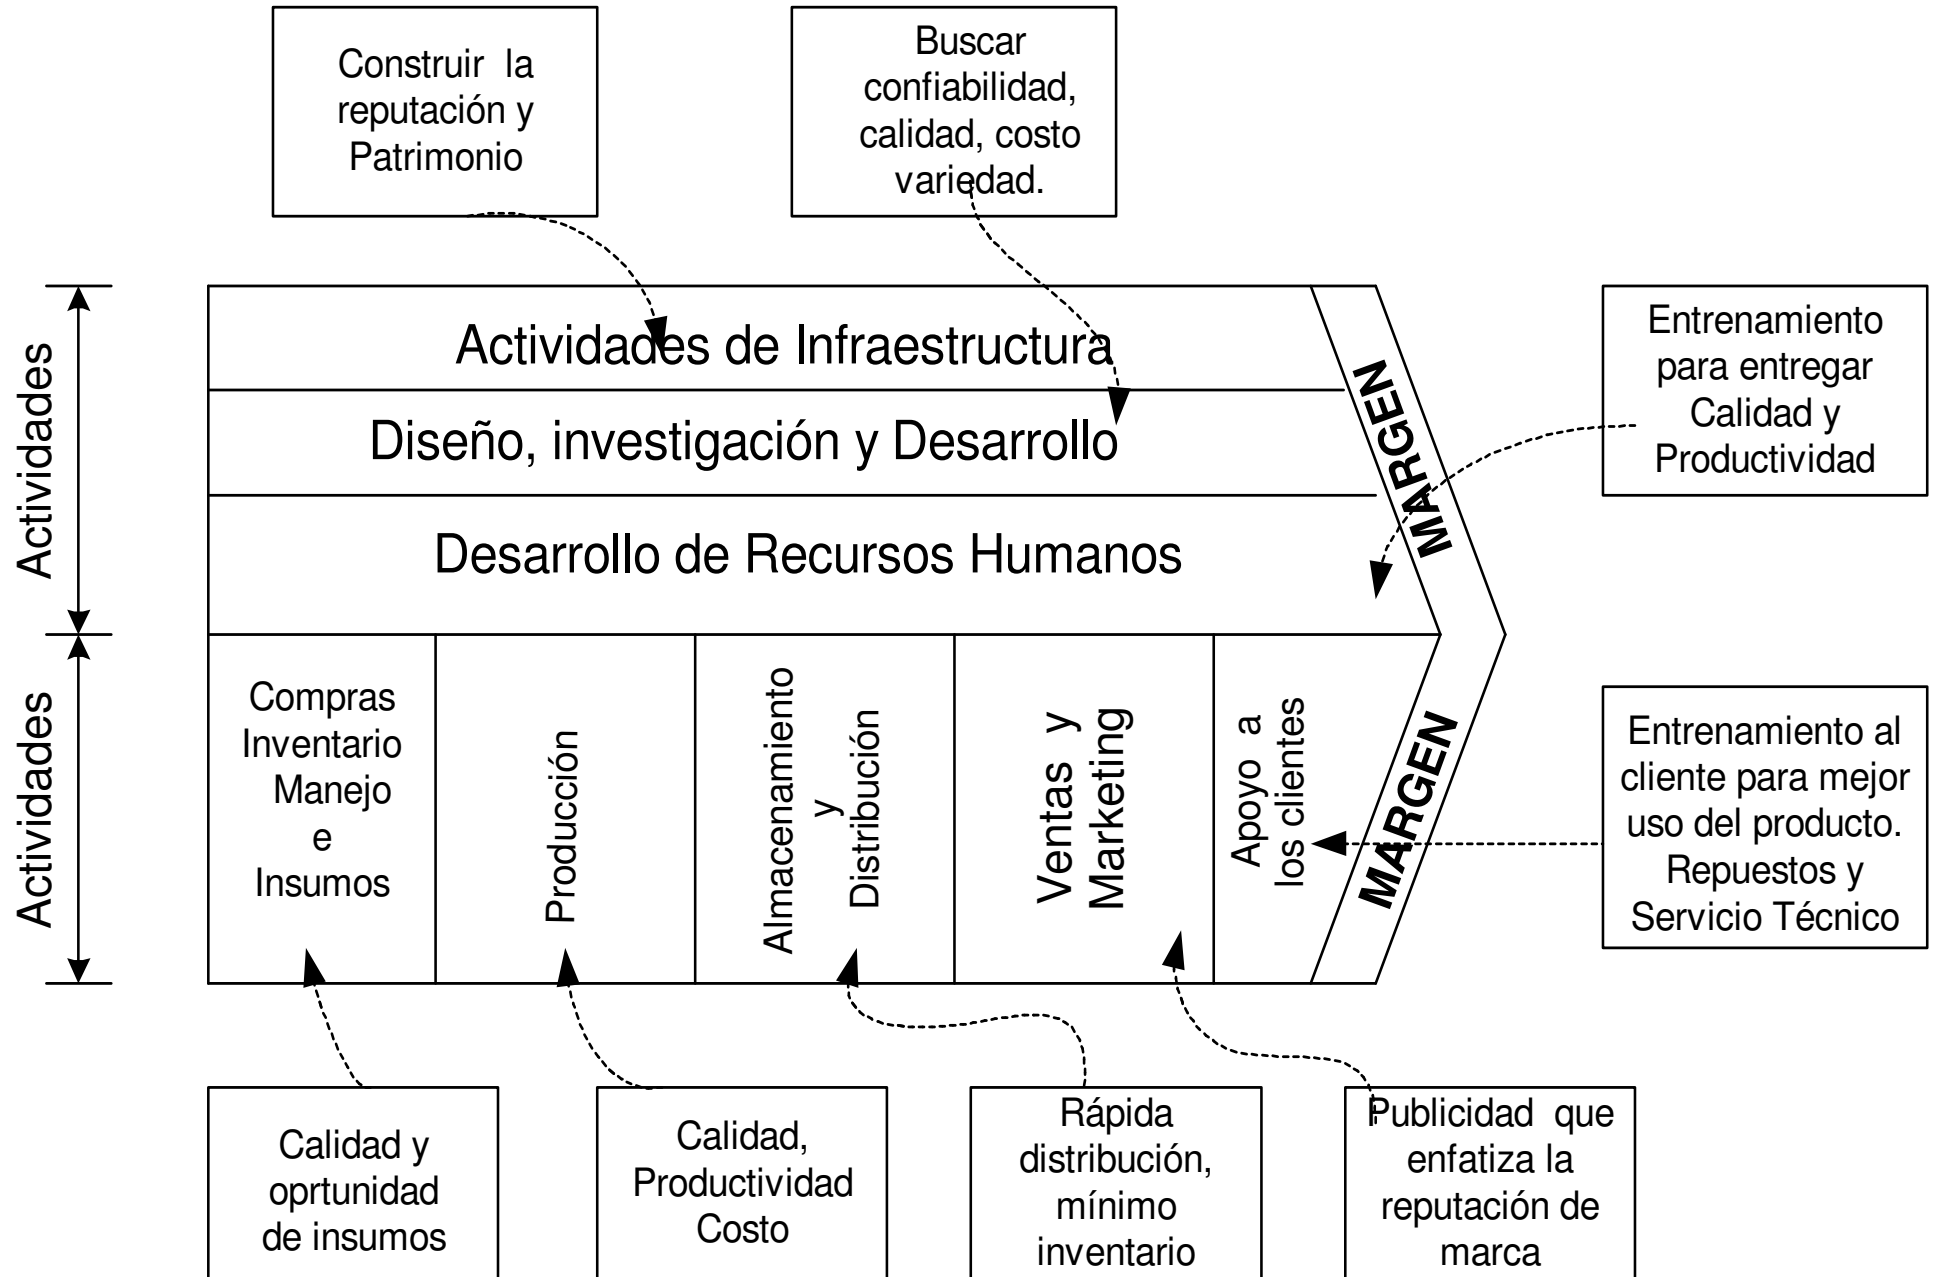 Construir la
reputación y
Patrimonio
Buscar
confiabilidad,
calidad, costo
variedad.
Actividades
Actividades de Infraestructura
Diseño, investigación y Desarrollo
Desarrollo de Recursos Humanos
MARGEN
Entrenamiento
para entregar
Calidad y
Productividad
Actividades
Compras
Inventario
Manejo
e
Insumos
Producción
Almacenamiento
y
Distribución
Ventas y
Marketing
Apoyo a
los clientes
MARGEN
Entrenamiento al
cliente para mejor
uso del producto.
Repuestos y
Servicio Técnico
Calidad y
oprtunidad
de insumos
Calidad,
Productividad
Costo
Rápida
distribución,
mínimo
inventario
Publicidad que
enfatiza la
reputación de
marca